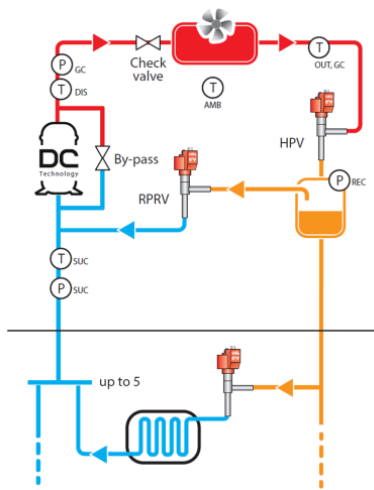 P
GC
Check
valve
T
OUT, GC
T
DIS
T
AMB
HPV
DC
Technology
By-pass
RPRV
P
REC
T
SUC
P
SUC
up to 5